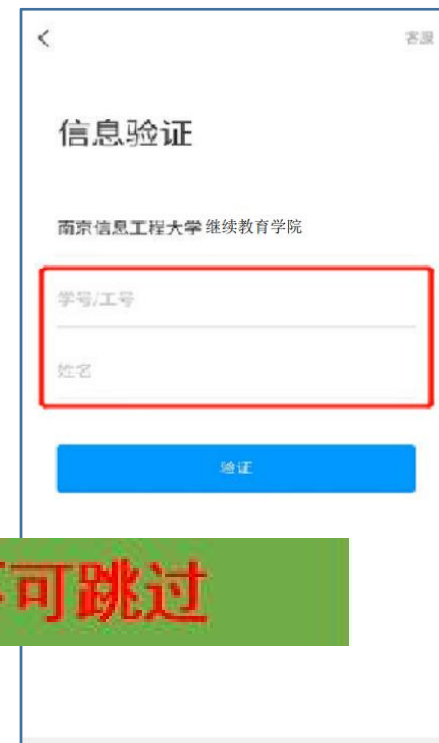 客服
信息验证
南京信息工程大学 继续教育学院
学号/工号
姓名
验证
不可跳过